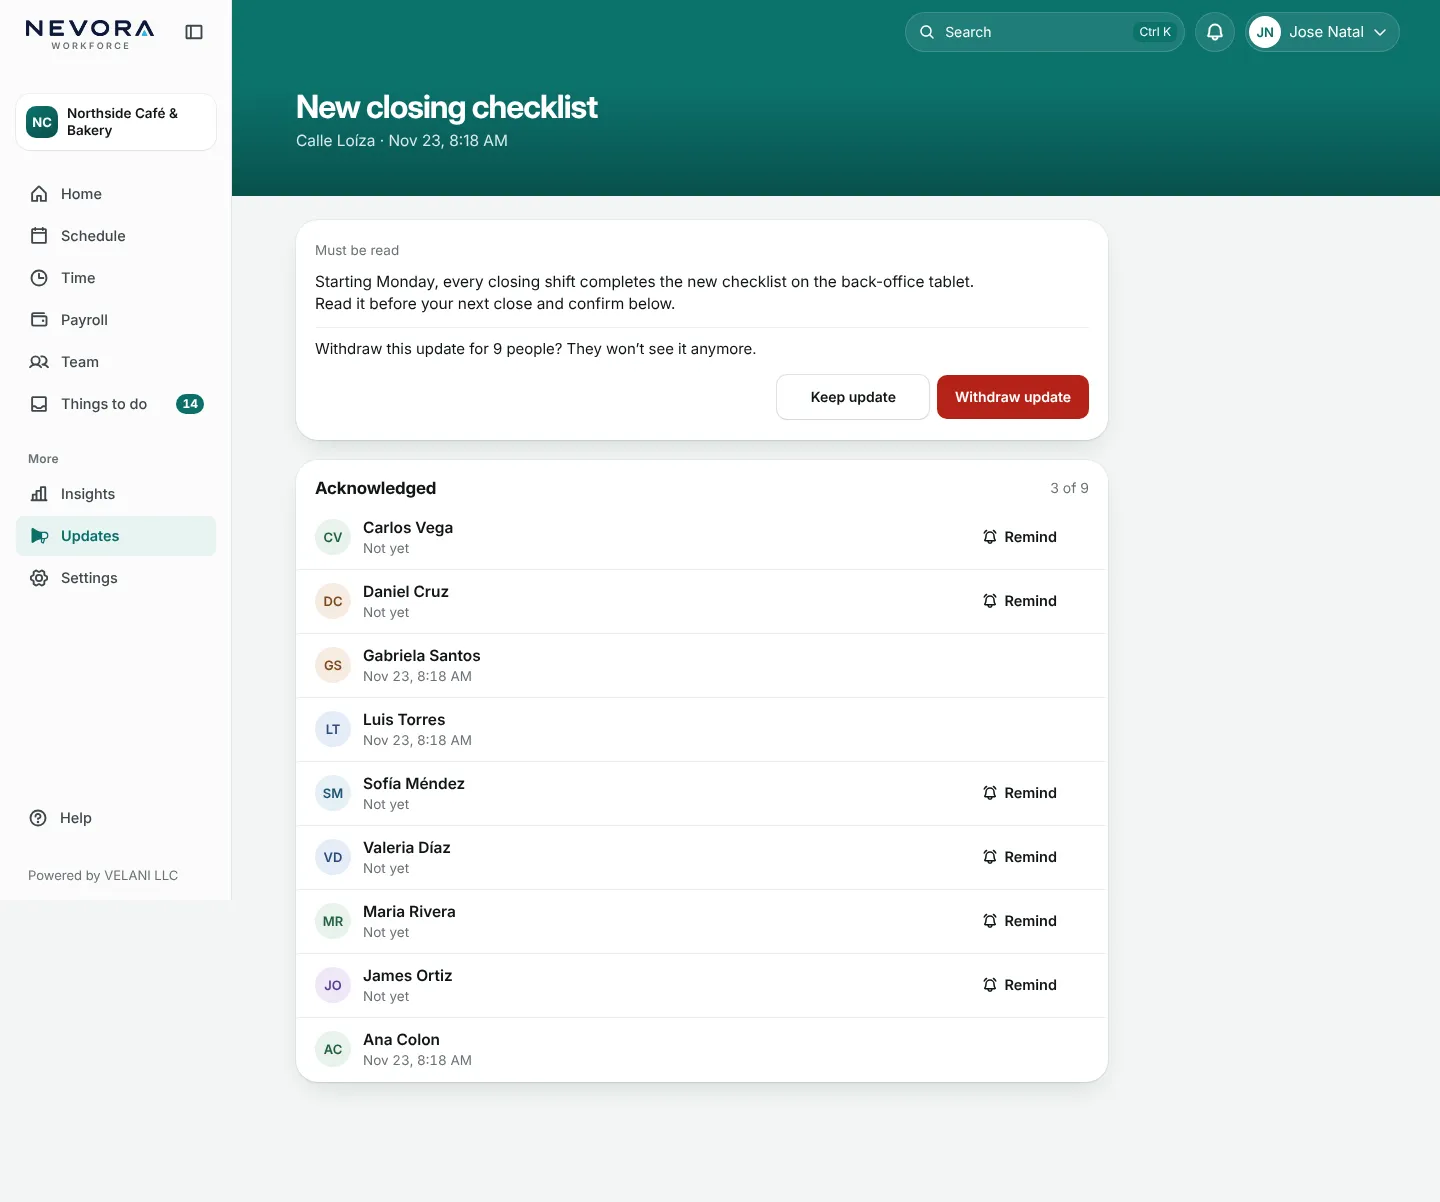 NEVORA
WORKFORCE
Search
Ctrl K
JN
Jose Natal
NC
Northside Café &
Bakery
Home
Schedule
Time
Payroll
Team
Things to do
14
More
Insights
Updates
Settings
Help
Powered by VELANI LLC
New closing checklist
Calle Loíza · Nov 23, 8:18 AM
Must be read
Starting Monday, every closing shift completes the new checklist on the back-office tablet.
Read it before your next close and confirm below.
Withdraw this update for 9 people? They won’t see it anymore.
Keep update
Withdraw update
Acknowledged
3 of 9
CV
Carlos Vega
Not yet
Remind
DC
Daniel Cruz
Not yet
Remind
GS
Gabriela Santos
Nov 23, 8:18 AM
LT
Luis Torres
Nov 23, 8:18 AM
SM
Sofía Méndez
Not yet
Remind
VD
Valeria Díaz
Not yet
Remind
MR
Maria Rivera
Not yet
Remind
JO
James Ortiz
Not yet
Remind
AC
Ana Colon
Nov 23, 8:18 AM